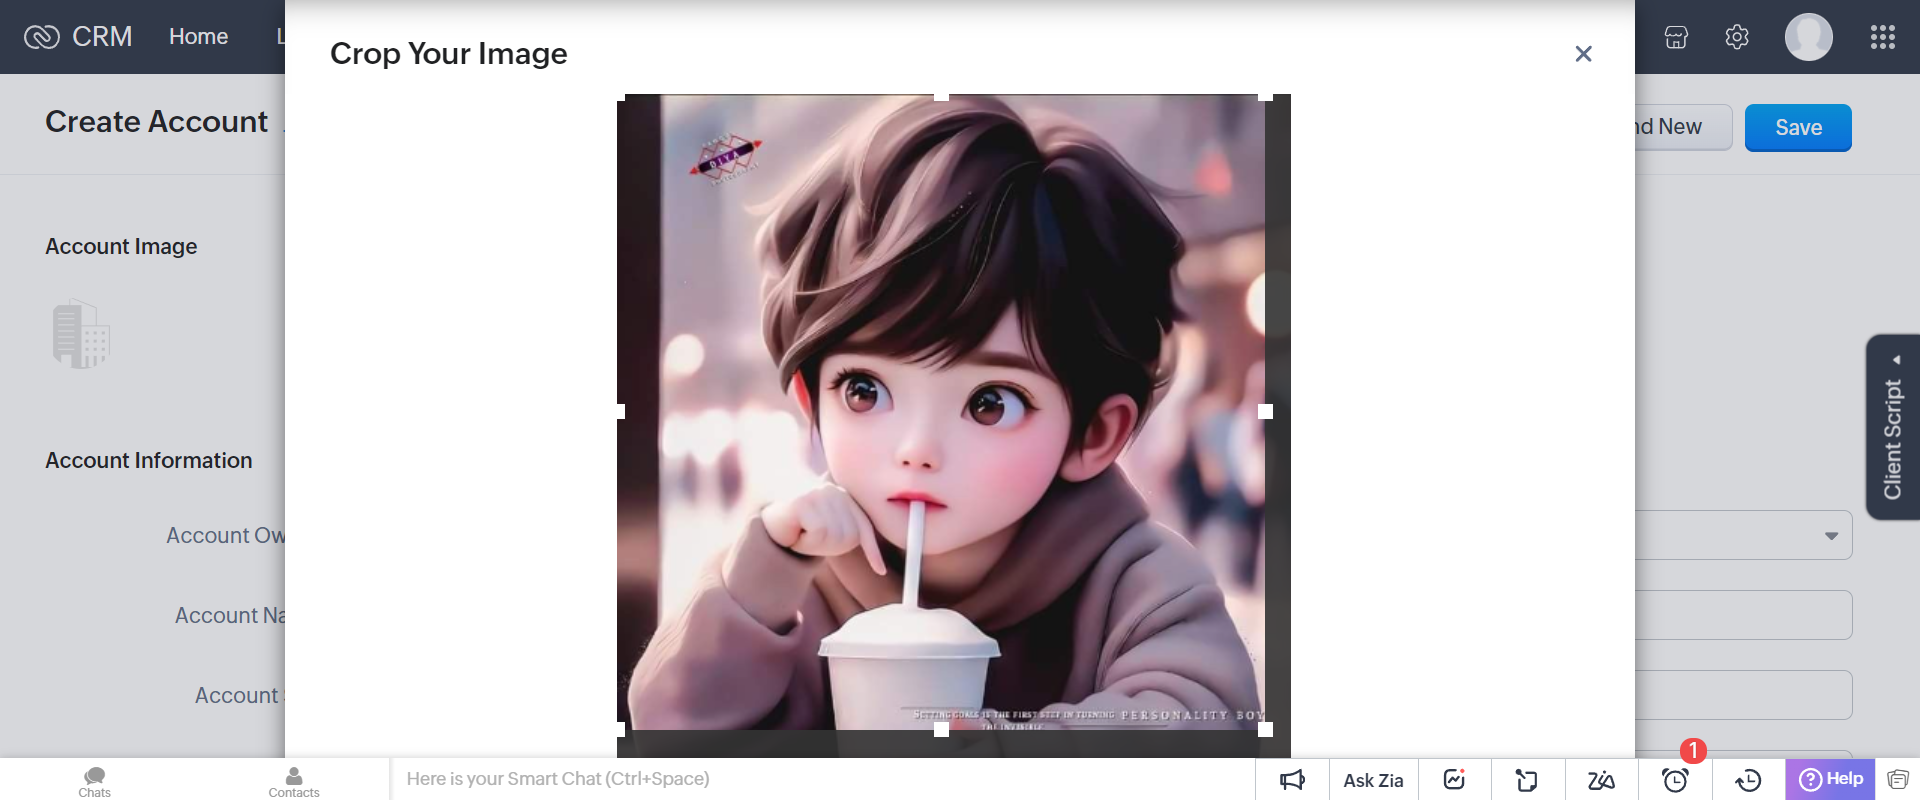 CRM
Home
Crop Your Image
Create Account
nd New
Save
Account Image
DIYA
Account Information
Account Ow
Account Na
Account
Client Script
SETTING GOALS IS THE FIRST STEP IN TURNING
THE INVISIBLE
PERSONALITY BOY
Chats
Contacts
Here is your Smart Chat (Ctrl+Space)
Ask Zia
1
Help